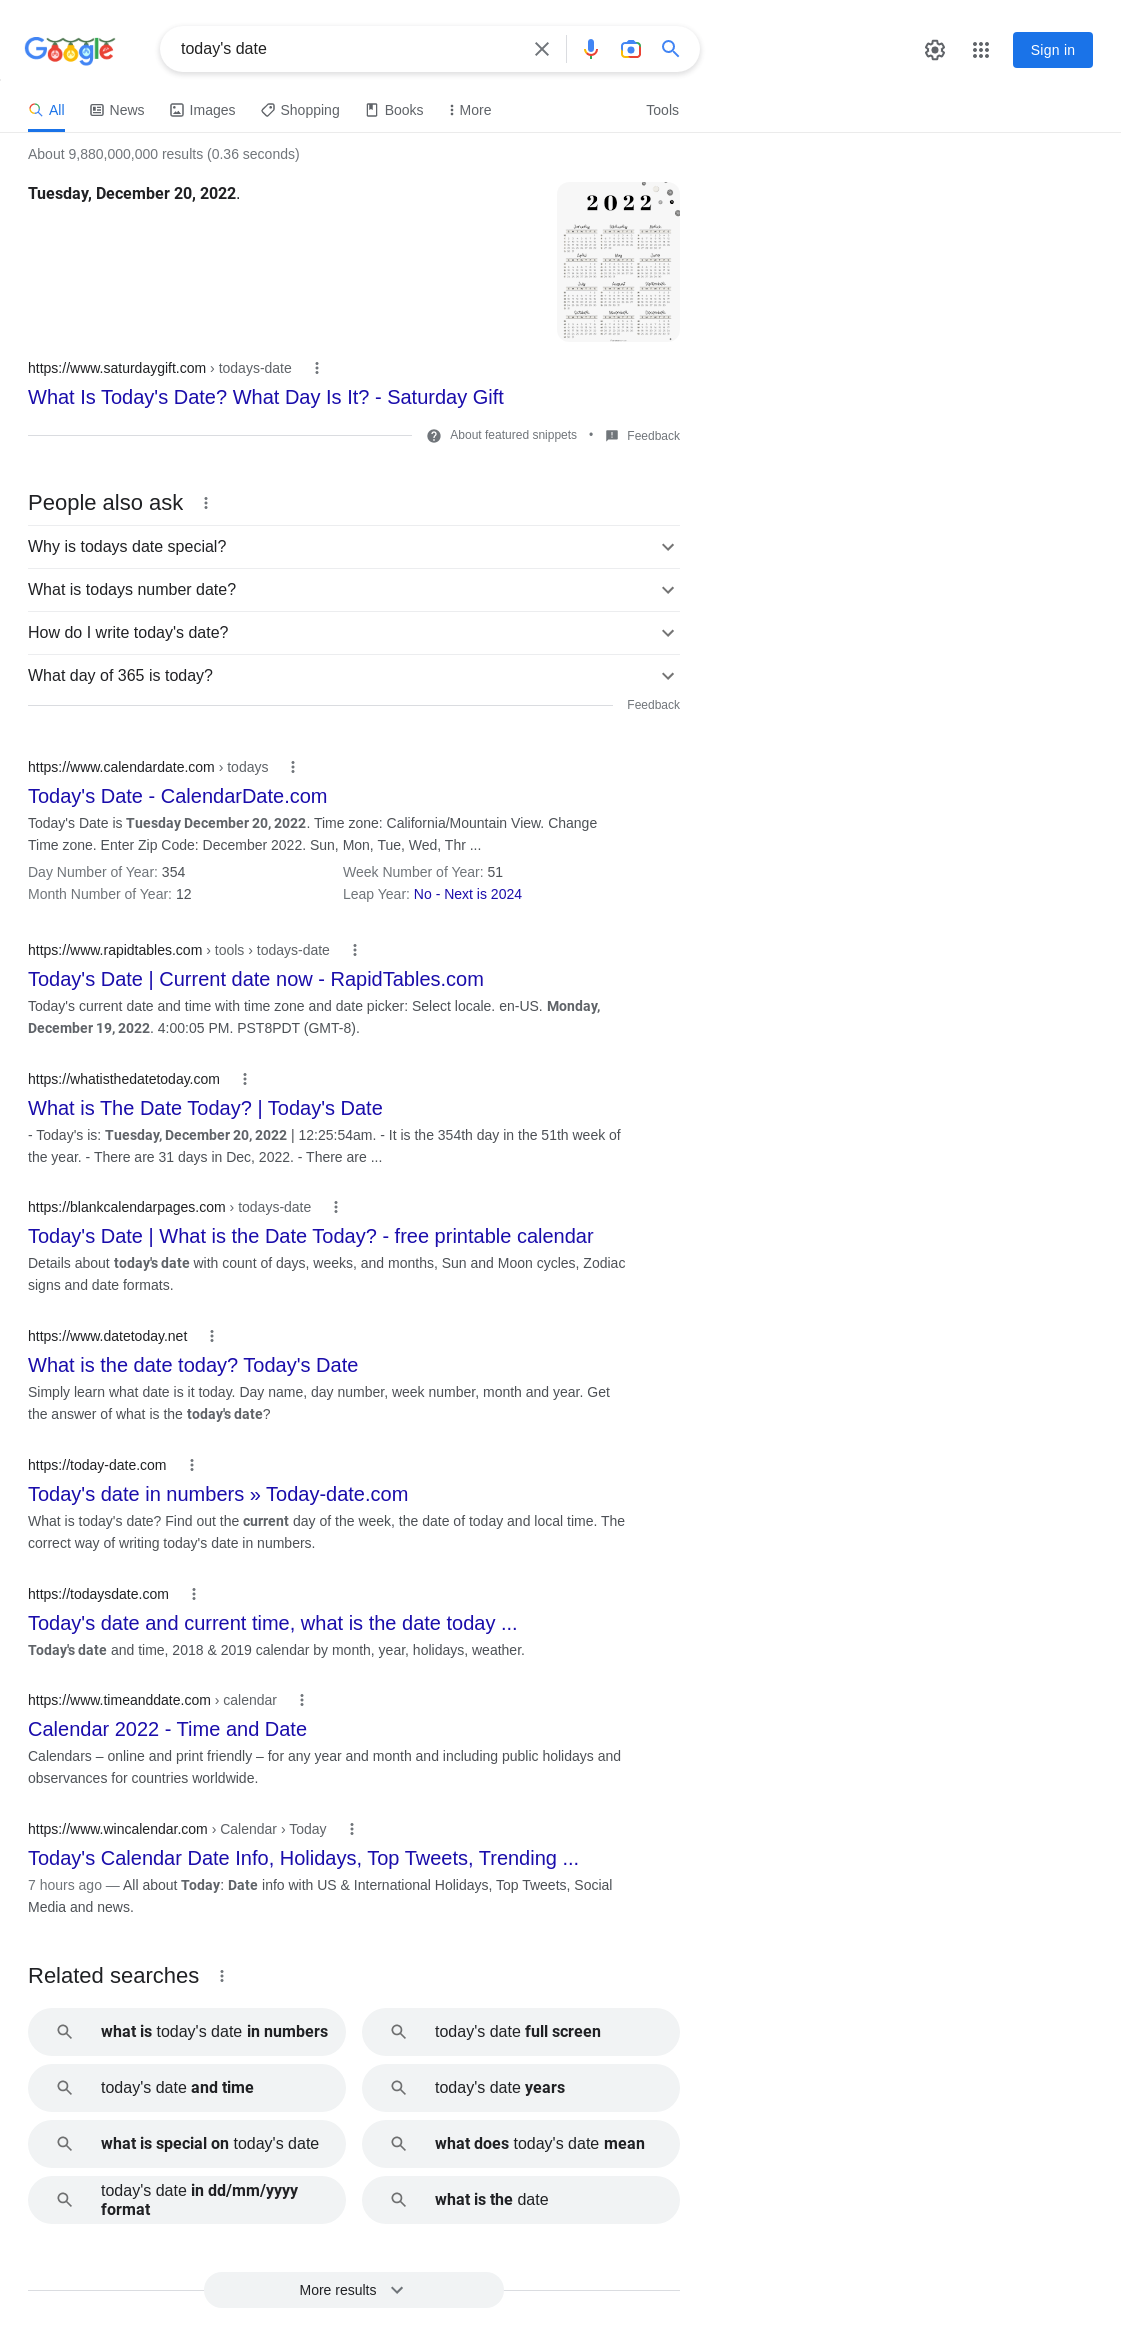 Google
today's date
Sign in
All
News
Images
Shopping
Books
More
Tools
About 9,880,000,000 results (0.36 seconds)
Tuesday, December 20, 2022.
2022
https://www.saturdaygift.com › todays-date
What Is Today's Date? What Day Is It? - Saturday Gift
About featured snippets • Feedback
People also ask
Why is todays date special?
What is todays number date?
How do I write today's date?
What day of 365 is today?
Feedback
https://www.calendardate.com › todays
Today's Date - CalendarDate.com
Today's Date is Tuesday December 20, 2022. Time zone: California/Mountain View. Change
Time zone. Enter Zip Code: December 2022. Sun, Mon, Tue, Wed, Thr ...
Day Number of Year: 354
Week Number of Year: 51
Month Number of Year: 12
Leap Year: No - Next is 2024
https://www.rapidtables.com › tools › todays-date
Today's Date | Current date now - RapidTables.com
Today's current date and time with time zone and date picker: Select locale. en-US. Monday,
December 19, 2022. 4:00:05 PM. PST8PDT (GMT-8).
https://whatisthedatetoday.com
What is The Date Today? | Today's Date
- Today's is: Tuesday, December 20, 2022 | 12:25:54am. - It is the 354th day in the 51th week of
the year. - There are 31 days in Dec, 2022. - There are ...
https://blankcalendarpages.com › todays-date
Today's Date | What is the Date Today? - free printable calendar
Details about today's date with count of days, weeks, and months, Sun and Moon cycles, Zodiac
signs and date formats.
https://www.datetoday.net
What is the date today? Today's Date
Simply learn what date is it today. Day name, day number, week number, month and year. Get
the answer of what is the today's date?
https://today-date.com
Today's date in numbers » Today-date.com
What is today's date? Find out the current day of the week, the date of today and local time. The
correct way of writing today's date in numbers.
https://todaysdate.com
Today's date and current time, what is the date today ...
Today's date and time, 2018 & 2019 calendar by month, year, holidays, weather.
https://www.timeanddate.com › calendar
Calendar 2022 - Time and Date
Calendars – online and print friendly – for any year and month and including public holidays and
observances for countries worldwide.
https://www.wincalendar.com › Calendar › Today
Today's Calendar Date Info, Holidays, Top Tweets, Trending ...
7 hours ago — All about Today: Date info with US & International Holidays, Top Tweets, Social
Media and news.
Related searches
what is today's date in numbers
today's date full screen
today's date and time
today's date years
what is special on today's date
what does today's date mean
today's date in dd/mm/yyyy
format
what is the date
More results